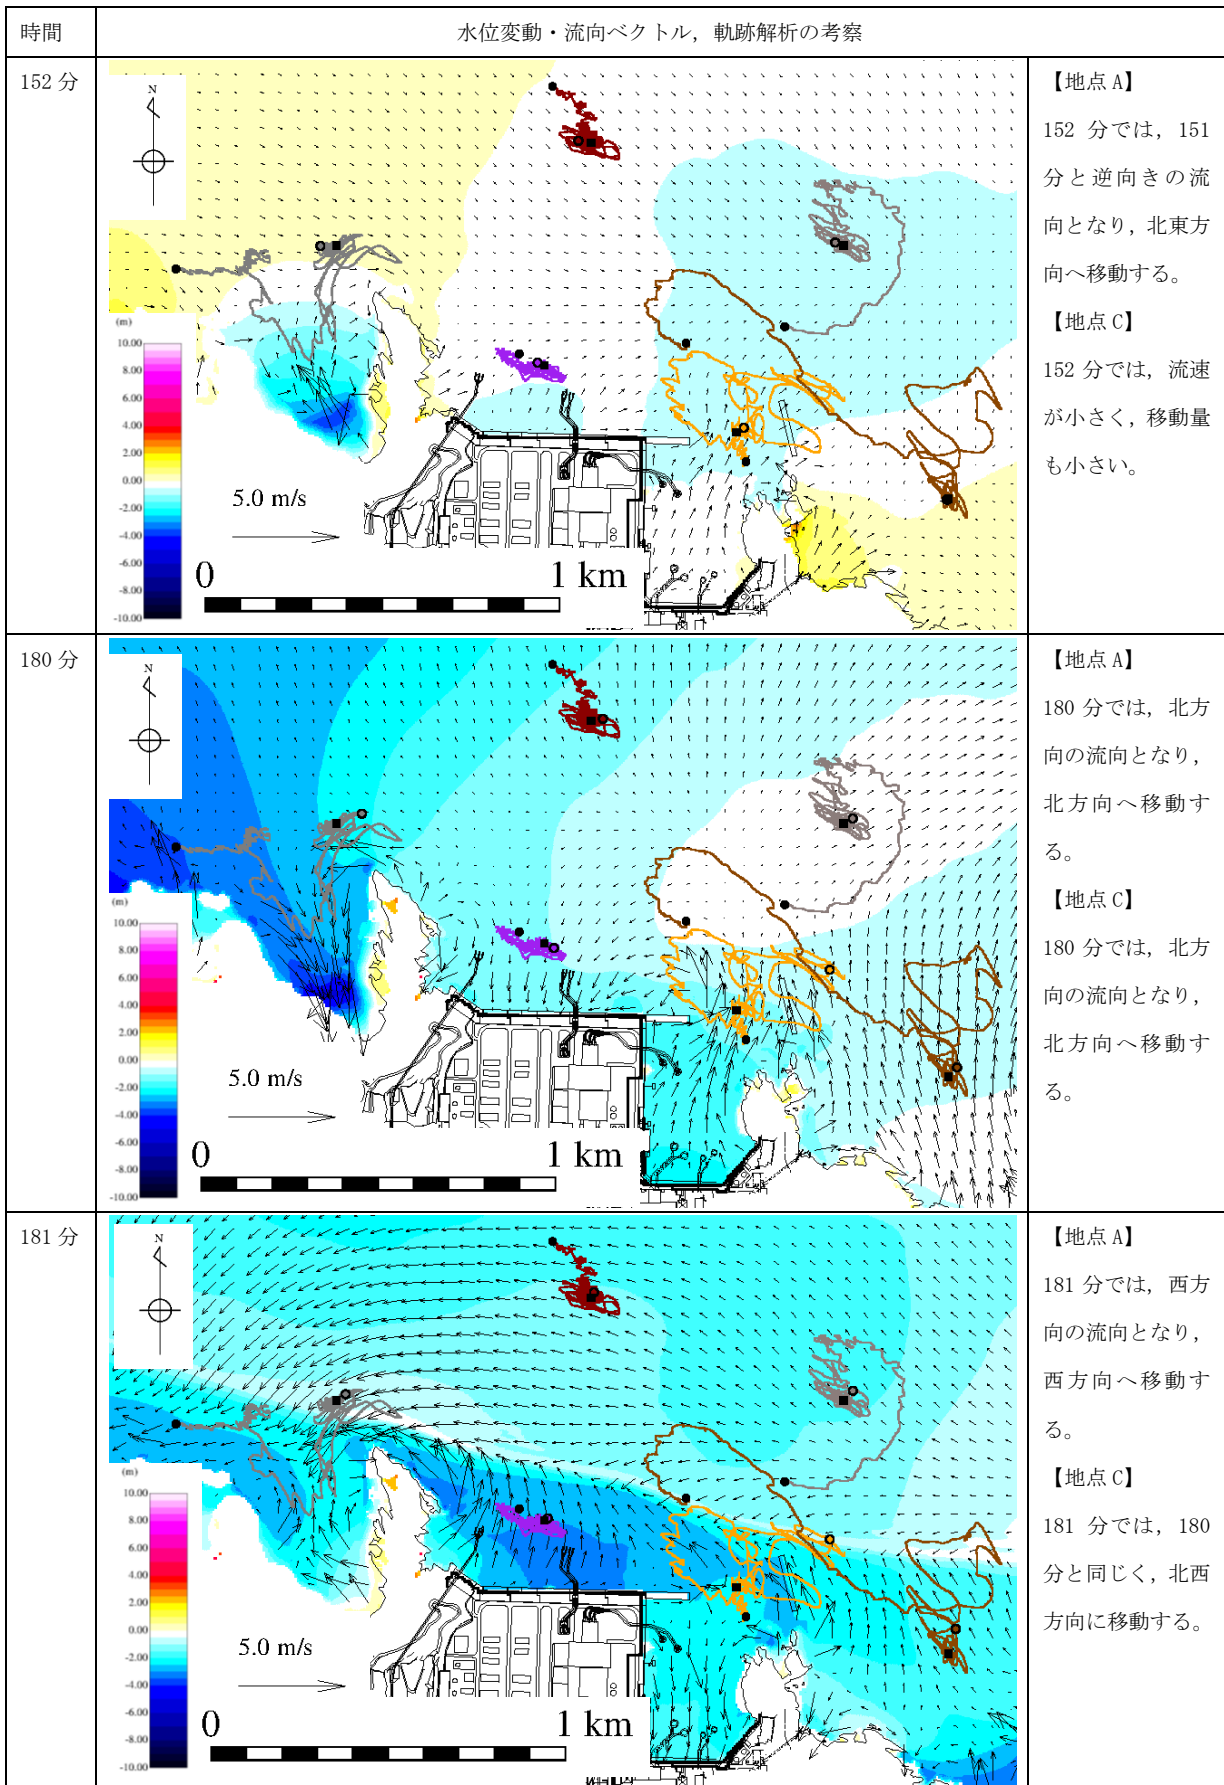 時間
水位変動・流向ベクトル，軌跡解析の考察
152 分
N
(m)
10.00
8.00
6.00
4.00
2.00
0.00
-2.00
-4.00
-6.00
-8.00
-10.00
5.0 m/s
0
1 km
【地点 A】
152 分では，151
分と逆向きの流
向となり，北東方
向へ移動する。
【地点 C】
152 分では，流速
が小さく，移動量
も小さい。
180 分
N
(m)
10.00
8.00
6.00
4.00
2.00
0.00
-2.00
-4.00
-6.00
-8.00
-10.00
5.0 m/s
0
1 km
【地点 A】
180 分では，北方
向の流向となり，
北方向へ移動す
る。
【地点 C】
180 分では，北方
向の流向となり，
北方向へ移動す
る。
181 分
N
(m)
10.00
8.00
6.00
4.00
2.00
0.00
-2.00
-4.00
-6.00
-8.00
-10.00
5.0 m/s
0
1 km
【地点 A】
181 分では，西方
向の流向となり，
西方向へ移動す
る。
【地点 C】
181 分では，180
分と同じく，北西
方向に移動する。